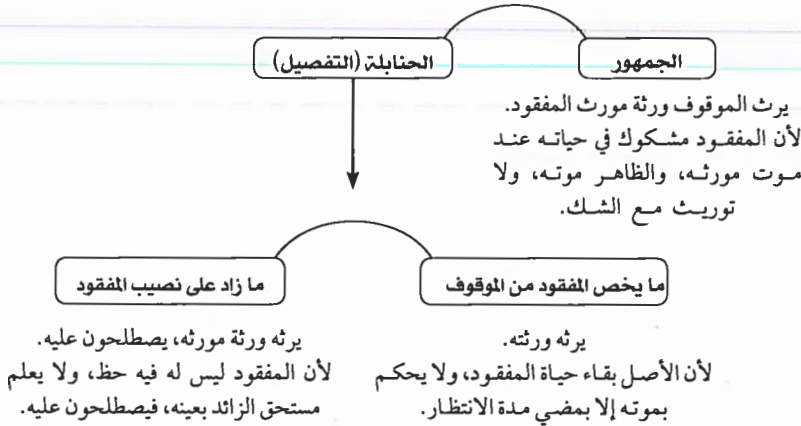 الجمهور
يرث الموقوف ورثة مورث المفقود.
لأن المفقود مشكوك في حياته عند
موت مورثه، والظاهر موته، ولا
توريث مع الشك.
الحنابلة (التفصيل)
ما يخص المفقود من الموقوف
يرثه ورثته.
لأن الأصل بقاء حياة المفقود، ولا يحكم
بموته إلا بمضي مدة الانتظار.
ما زاد على نصيب المفقود
يرثه ورثة مورثه، يصطلحون عليه.
لأن المفقود ليس له فيه حظ، ولا يعلم
مستحق الزائد بعينه، فيصطلحون عليه.